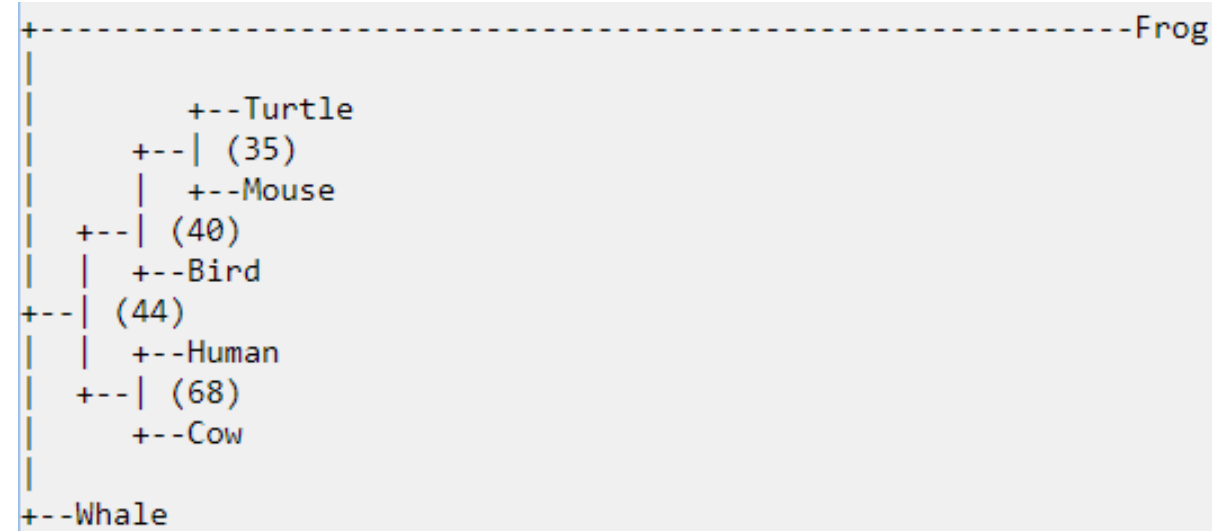 +-----------------------------------------------------------Frog
|
|        +--Turtle
|     +--| (35)
|     |  +--Mouse
|  +--| (40)
|  |  +--Bird
+--| (44)
|  |  +--Human
|  +--| (68)
|     +--Cow
|
+--Whale